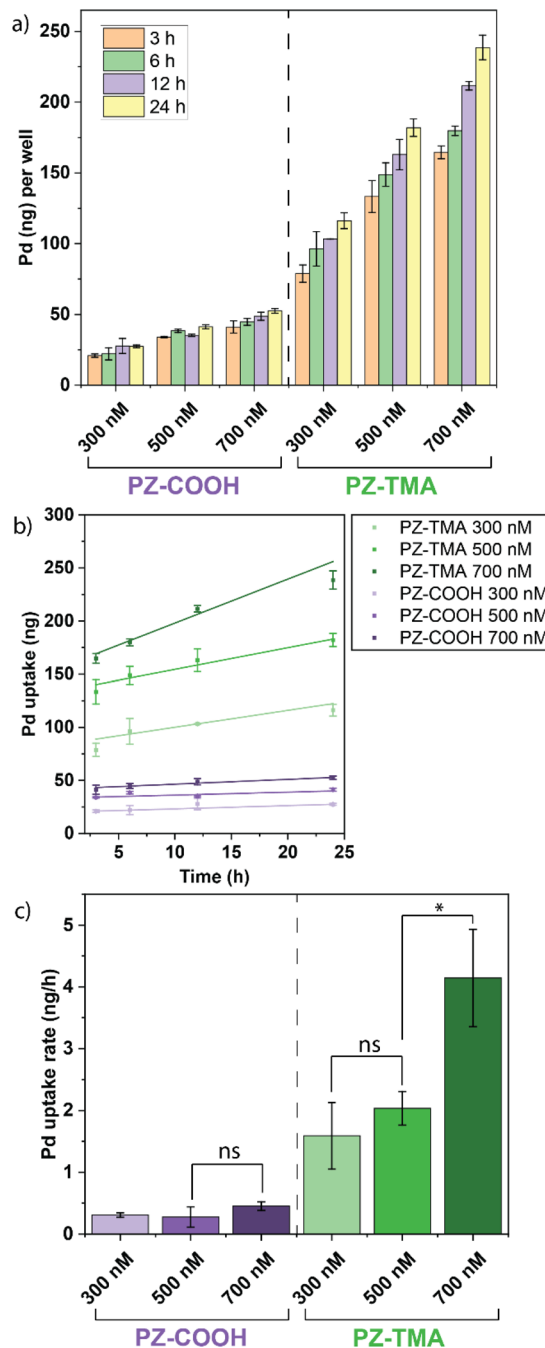 a)
3 h
6 h
12 h
24 h
Pd (ng) per well
250
200
150
100
50
0
300 nM
500 nM
700 nM
300 nM
500 nM
700 nM
PZ-COOH
PZ-TMA
b)
Pd uptake (ng)
300
250
200
150
100
50
0
5
10
15
20
25
Time (h)
PZ-TMA 300 nM
PZ-TMA 500 nM
PZ-TMA 700 nM
PZ-COOH 300 nM
PZ-COOH 500 nM
PZ-COOH 700 nM
c)
Pd uptake rate (ng/h)
5
4
3
2
1
0
ns
ns
*
300 nM
500 nM
700 nM
300 nM
500 nM
700 nM
PZ-COOH
PZ-TMA